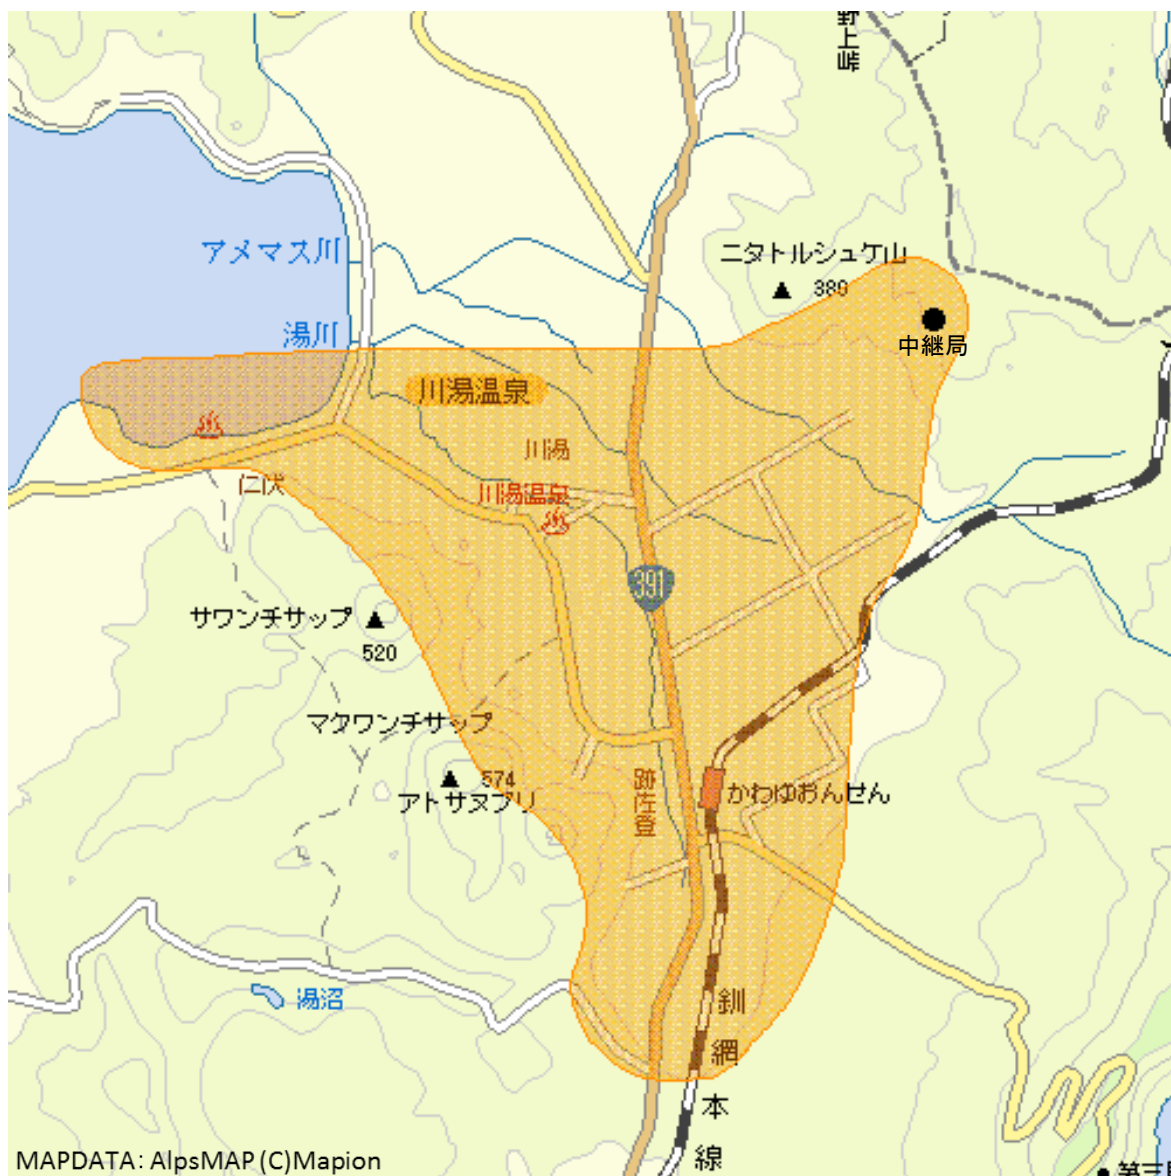 野上峠
アメマス川
ニタトルシュケ山
380
湯川
中継局
川湯温泉
川湯
仁伏
川湯温泉
391
サワンチサップ
520
マクワンチサップ
574
アトサヌプリ
跡佐登
かわゆおんせん
湯沼
釧網本線
MAPDATA: AlpsMAP (C)Mapion